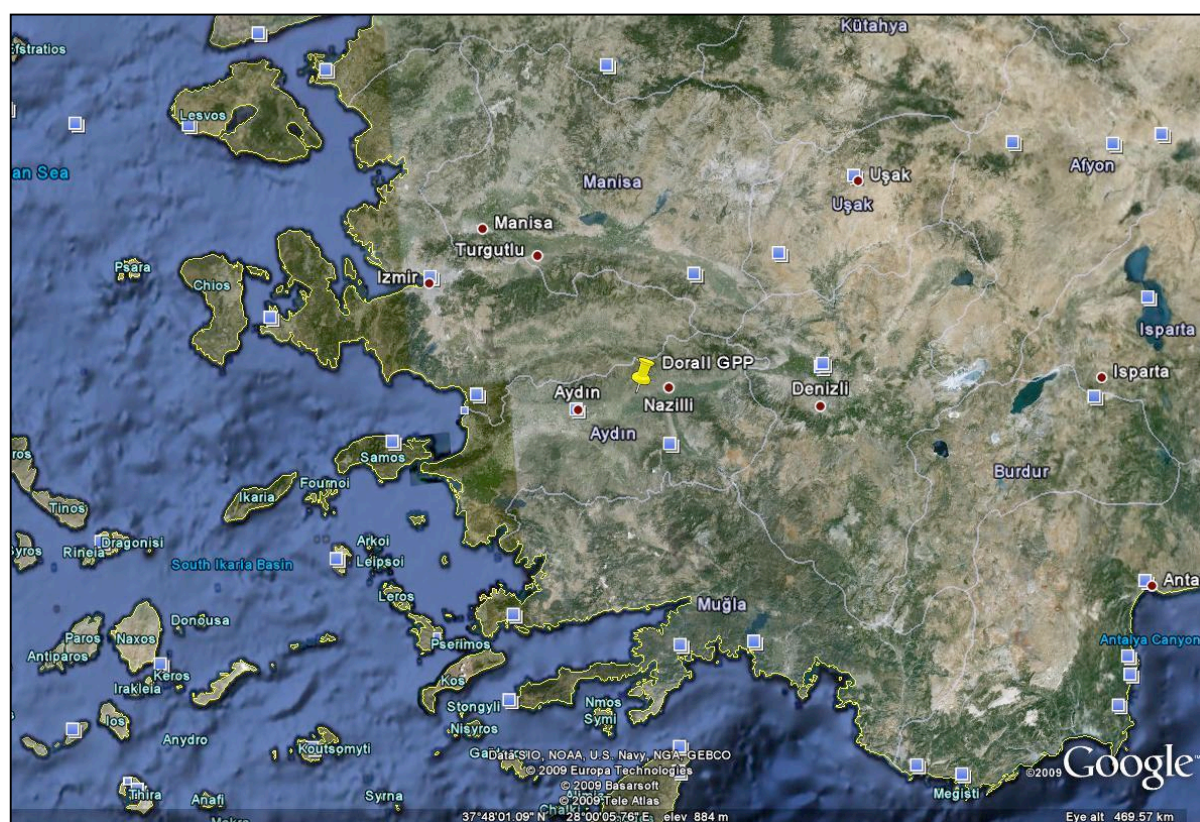 Kütahya
Efstratios
Lesvos
Afyon
an Sea
Manisa
Uşak
Uşak
Manisa
Turgutlu
Psara
Izmir
Chios
Isparta
Dorall GPP
Isparta
Aydın
Nazilli
Denizli
Aydın
Samos
Burdur
Ikaria
Fournoi
Tinos
Dragonisi
Rineia
Syros
Arkoi
South Ikaria Basin
Leipsoi
Anta
Leros
Muğla
Donousa
Paros
Naxos
Antiparos
Pserimos
Antalya Canyon
Keros
Irakleia
Kos
Stongyli
Nmos
Symi
Ios
Nisyros
Anydro
Koutsomyti
Data SIO, NOAA, U.S. Navy, NGA, GEBCO
© 2009 Europa Technologies
© 2009 Basarsoft
© 2009 Tele Atlas
©2009 Google™
Megisti
Thira
Anafi
Syrna
Chalki
37°48'01.09" N 28°00'05.76" E elev 884 m
Eye alt 469.57 km